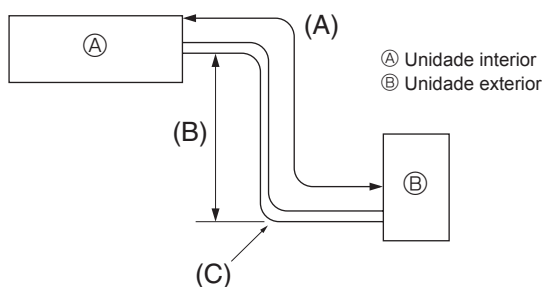 (A)
Ⓐ
Ⓐ Unidade interior
Ⓑ Unidade exterior
(B)
Ⓑ
(C)